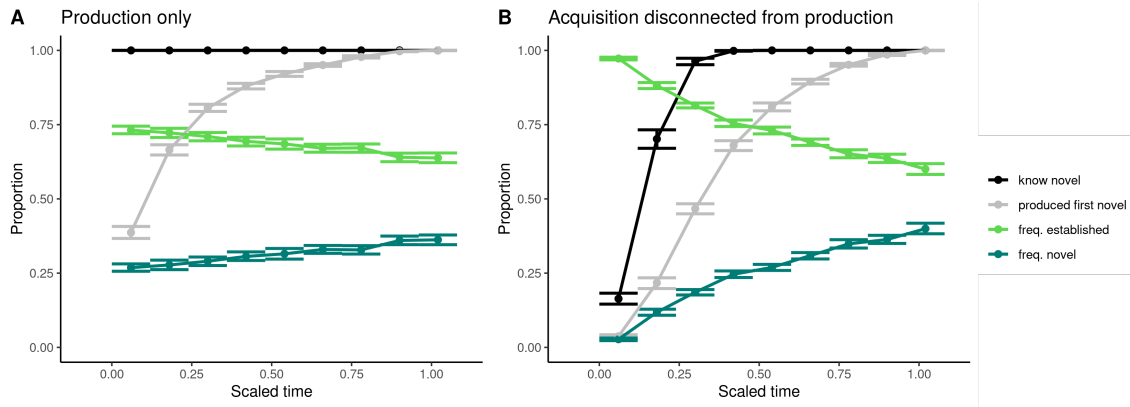 A Production only
1.00
0.75
0.50
0.25
0.00
Proportion
0.00 0.25 0.50 0.75 1.00
Scaled time
B Acquisition disconnected from production
1.00
0.75
0.50
0.25
0.00
Proportion
0.00 0.25 0.50 0.75 1.00
Scaled time
know novel
produced first novel
freq. established
freq. novel